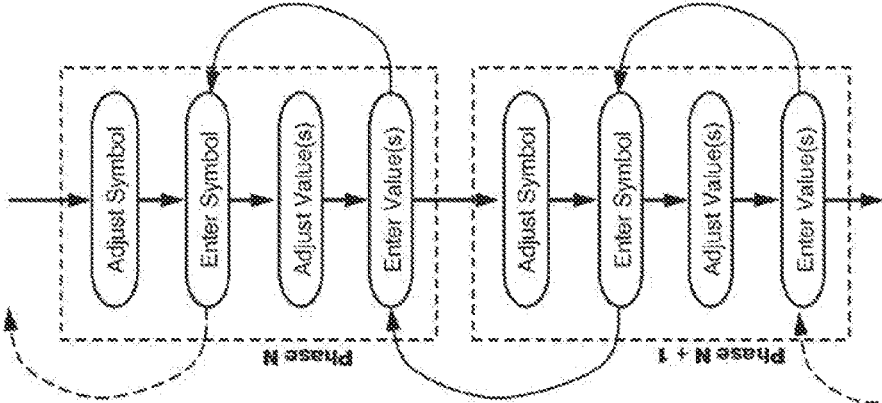 Adjust Symbol
Enter Symbol
Adjust Value(s)
Enter Value(s)
Phase N
Adjust Symbol
Enter Symbol
Adjust Value(s)
Enter Value(s)
Phase N + 1